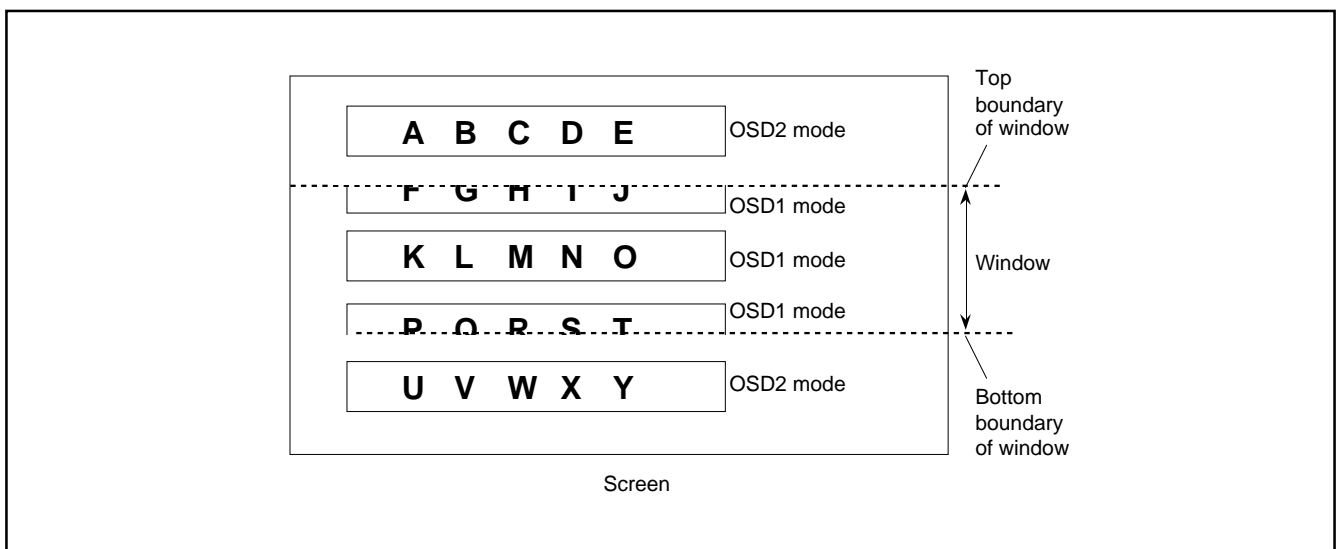 Top
boundary
of window
A B C D E
OSD2 mode
F G H I J
OSD1 mode
K L M N O
OSD1 mode
Window
P Q R S T
OSD1 mode
U V W X Y
OSD2 mode
Bottom
boundary
of window
Screen